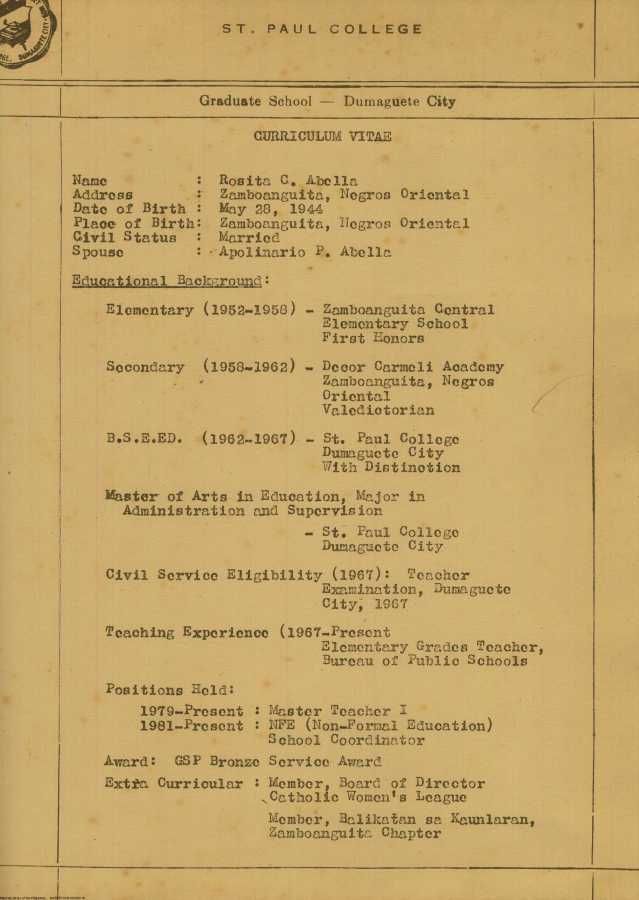 ST. PAUL COLLEGE
DUMAGUETE CITY
Graduate School — Dumaguete City
CURRICULUM VITAE
Name : Rosita C. Abella
Address : Zamboanguita, Negros Oriental
Date of Birth : May 28, 1944
Place of Birth: Zamboanguita, Negros Oriental
Civil Status : Married
Spouse : Apolinario P. Abella
Educational Background:
Elementary (1952-1958) - Zamboanguita Central
Elementary School
First Honors
Secondary (1958-1962) - Decor Carmeli Academy
Zamboanguita, Negros
Oriental
Valedictorian
B.S.E.ED. (1962-1967) - St. Paul College
Dumaguete City
With Distinction
Master of Arts in Education, Major in
Administration and Supervision
- St. Paul College
Dumaguete City
Civil Service Eligibility (1967): Teacher
Examination, Dumaguete
City, 1967
Teaching Experience (1967-Present
Elementary Grades Teacher,
Bureau of Public Schools
Positions Held:
1979-Present : Master Teacher I
1981-Present : NFE (Non-Formal Education)
School Coordinator
Award: GSP Bronze Service Award
Extra Curricular : Member, Board of Director
Catholic Women's League
Member, Balikatan sa Kaunlaran,
Zamboanguita Chapter